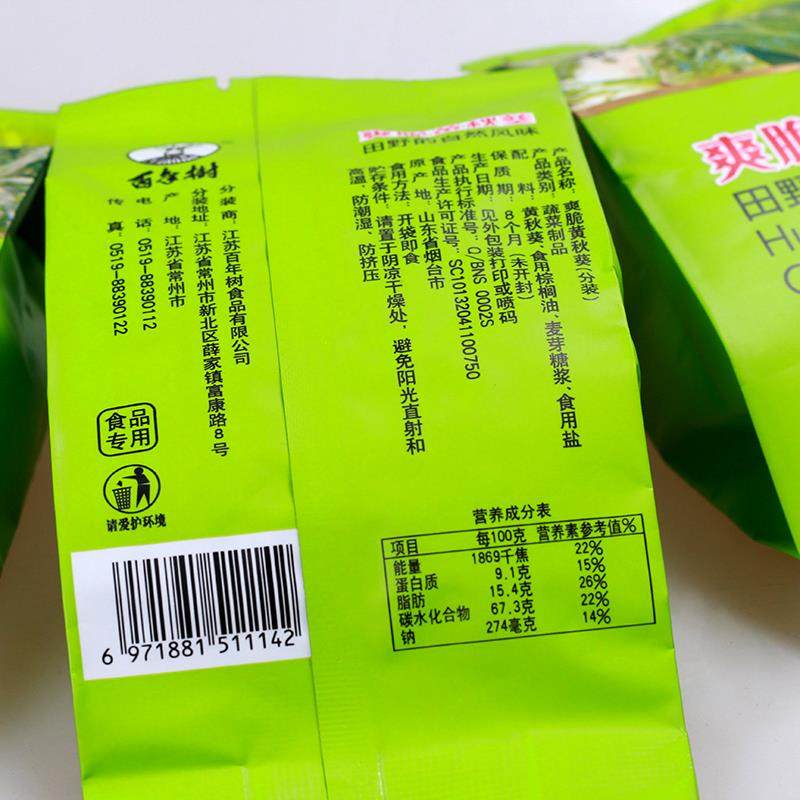 爽脆黄秋葵
田野的自然风味
产品名称:爽脆黄秋葵(分装)
产品类别:蔬菜制品
配料:黄秋葵、食用棕榈油、麦芽糖浆、食用盐
保质期:8个月(未开封)
生产日期:见外包装打印或喷码
产品执行标准号:Q/BNS 0002S
食品生产许可证号:SC10132041100750
原产地:山东省烟台市
食用方法:开袋即食
贮存条件:请置于阴凉干燥处,避免阳光直射和
高温、防潮湿、防挤压
百年树
分装商:江苏百年树食品有限公司
分装地址:江苏省常州市新北区薛家镇富康路8号
产地:江苏省常州市
电话:0519—88390112
传真:0519—88390122
食品
专用
请爱护环境
6 971881 511142
营养成分表
项目 每100克 营养素参考值%
能量 1869千焦 22%
蛋白质 9.1克 15%
脂肪 15.4克 26%
碳水化合物 67.3克 22%
钠 274毫克 14%
爽脆
田野
Hu